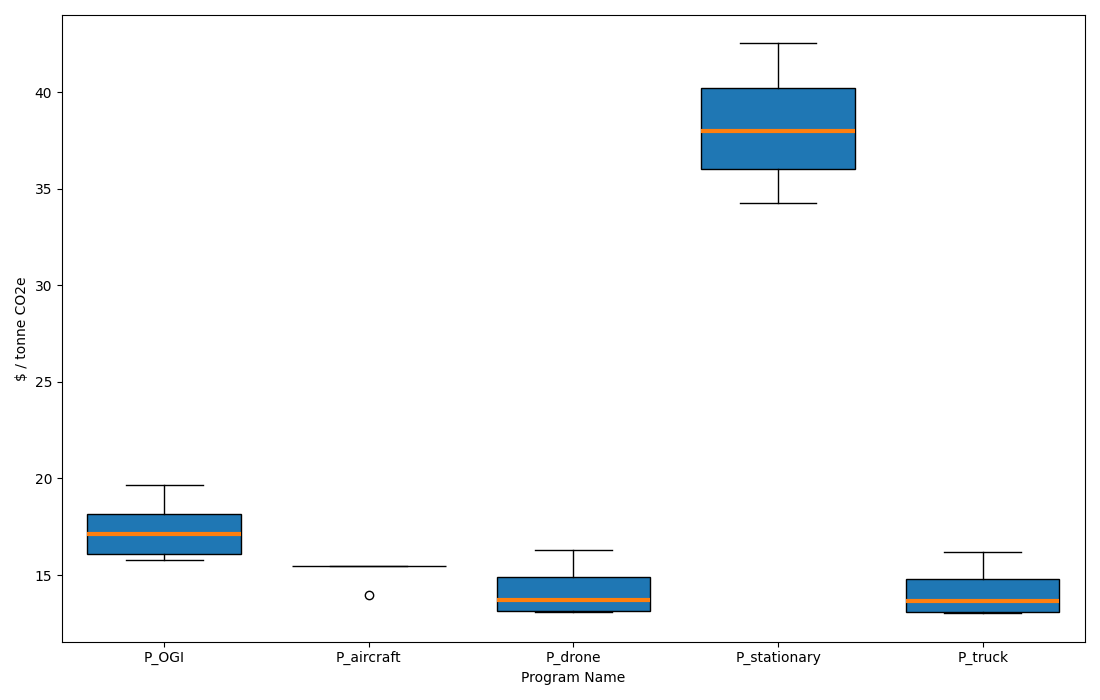 $ / tonne CO2e
40
35
30
25
20
15
P_OGI
P_aircraft
P_drone
P_stationary
P_truck
Program Name